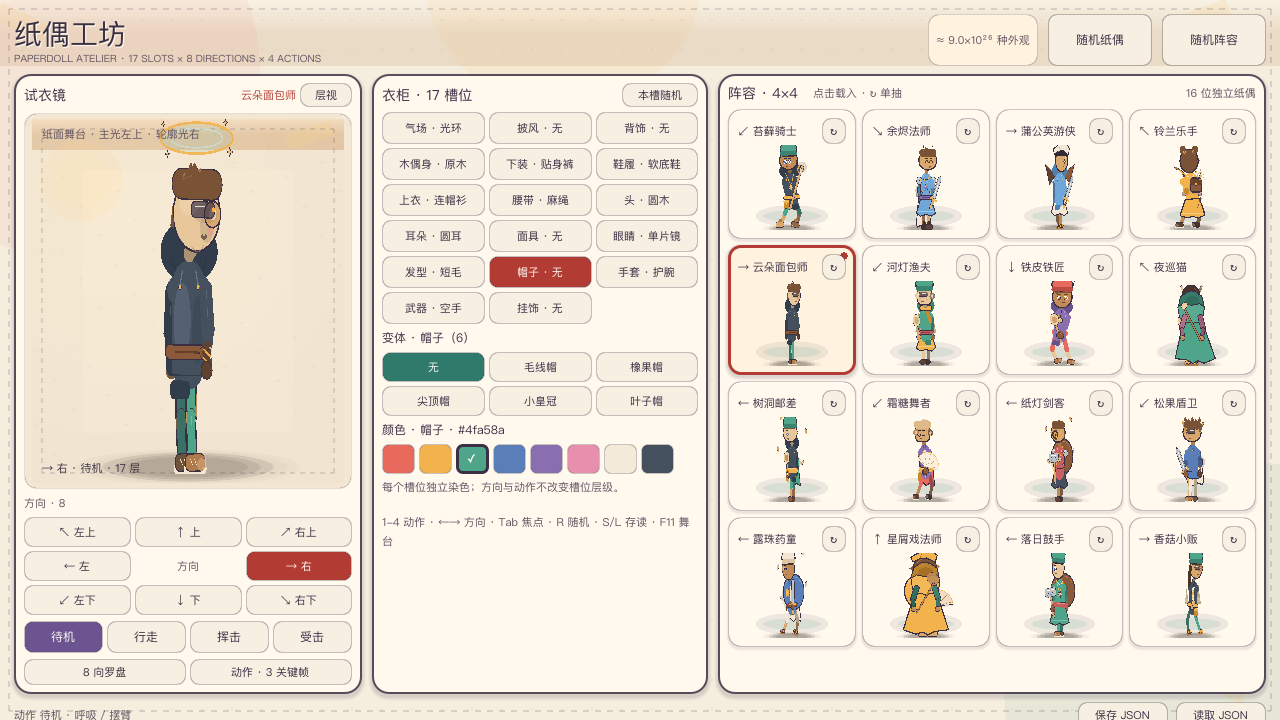 纸偶工坊
PAPERDOLL ATELIER · 17 SLOTS × 8 DIRECTIONS × 4 ACTIONS
≈ 9.0×10²⁶ 种外观
随机纸偶
随机阵容
试衣镜
云朵面包师
层视
纸面舞台 · 主光左上 · 轮廓光右
→ 右 · 待机 · 17 层
方向 · 8
↖ 左上
↑ 上
↗ 右上
← 左
方向
→ 右
↙ 左下
↓ 下
↘ 右下
待机
行走
挥击
受击
8 向罗盘
动作 · 3 关键帧
衣柜 · 17 槽位
本槽随机
气场 · 光环
披风 · 无
背饰 · 无
木偶身 · 原木
下装 · 贴身裤
鞋履 · 软底鞋
上衣 · 连帽衫
腰带 · 麻绳
头 · 圆木
耳朵 · 圆耳
面具 · 无
眼睛 · 单片镜
发型 · 短毛
帽子 · 无
手套 · 护腕
武器 · 空手
挂饰 · 无
变体 · 帽子（6）
无
毛线帽
橡果帽
尖顶帽
小皇冠
叶子帽
颜色 · 帽子 · #4fa58a
✓
每个槽位独立染色；方向与动作不改变槽位层级。
1–4 动作 · ←→ 方向 · Tab 焦点 · R 随机 · S/L 存读 · F11 舞
台
阵容 · 4×4
点击载入 · ↻ 单抽
16 位独立纸偶
↙ 苔藓骑士 ↻
↘ 余烬法师 ↻
→ 蒲公英游侠 ↻
↖ 铃兰乐手 ↻
→ 云朵面包师 ↻
↙ 河灯渔夫 ↻
↓ 铁皮铁匠 ↻
↖ 夜巡猫 ↻
← 树洞邮差 ↻
↙ 霜糖舞者 ↻
← 纸灯剑客 ↻
↙ 松果盾卫 ↻
← 露珠药童 ↻
↑ 星屑戏法师 ↻
← 落日鼓手 ↻
→ 香菇小贩 ↻
动作 待机 · 呼吸 / 摆臂
保存 JSON
读取 JSON